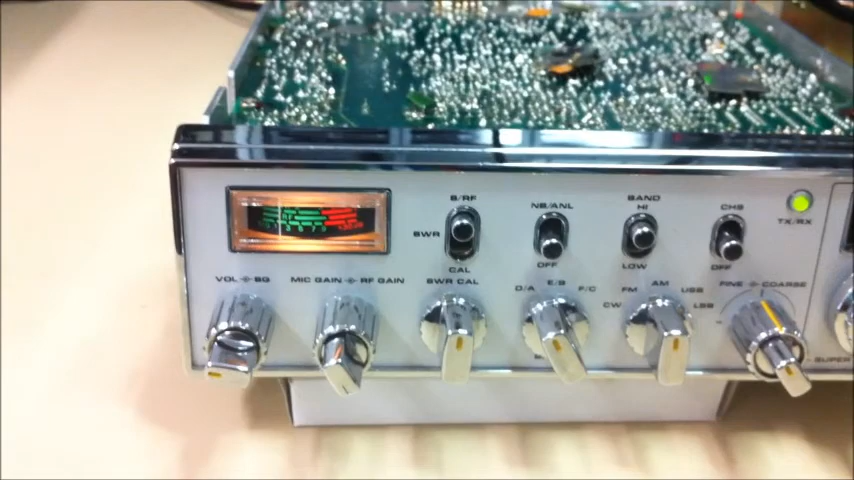 S/RF
SWR
CAL
NB/ANL
OFF
BAND
HI
LOW
CHS
OFF
TX/RX
VOL SQ
MIC GAIN RF GAIN
SWR CAL
D/A E/B F/C
CW FM AM USB LSB
FINE COARSE
SUPER